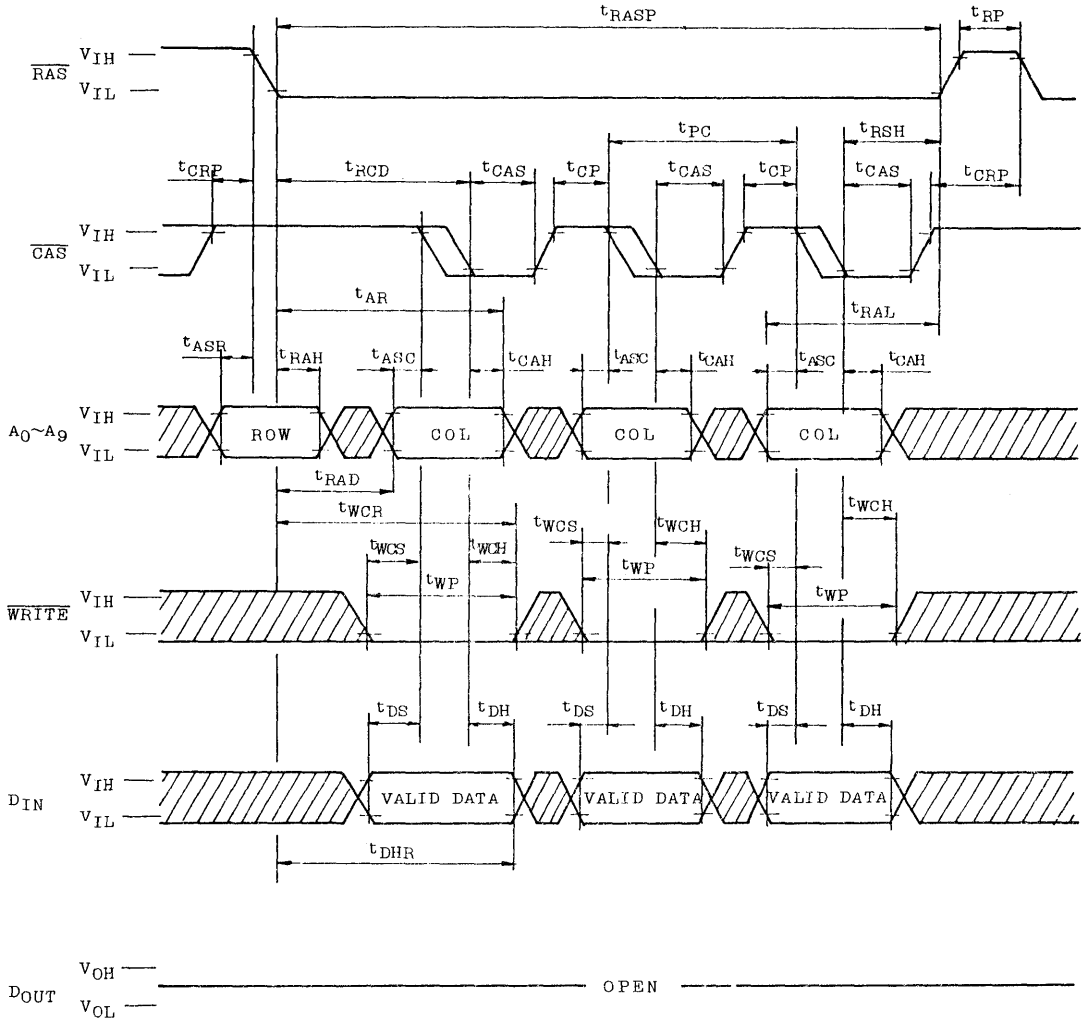 tRASP tRP
RAS VIH
VIL
tPC tRSH
tCRP tRCD tCAS tCP tCAS tCP tCAS tCRP
CAS VIH
VIL
tAR tRAL
tASR tRAH tASC tCAH tASC tCAH tASC tCAH
A0~A9 VIH
VIL
ROW COL COL COL
tRAD
tWCR tWCS tWCH tWCH
tWCS tWCH tWP tWCS
tWP tWP
WRITE VIH
VIL
tDS tDH tDS tDH tDS tDH
DIN VIH
VIL
VALID DATA VALID DATA VALID DATA
tDHR
DOUT VOH
VOL
OPEN